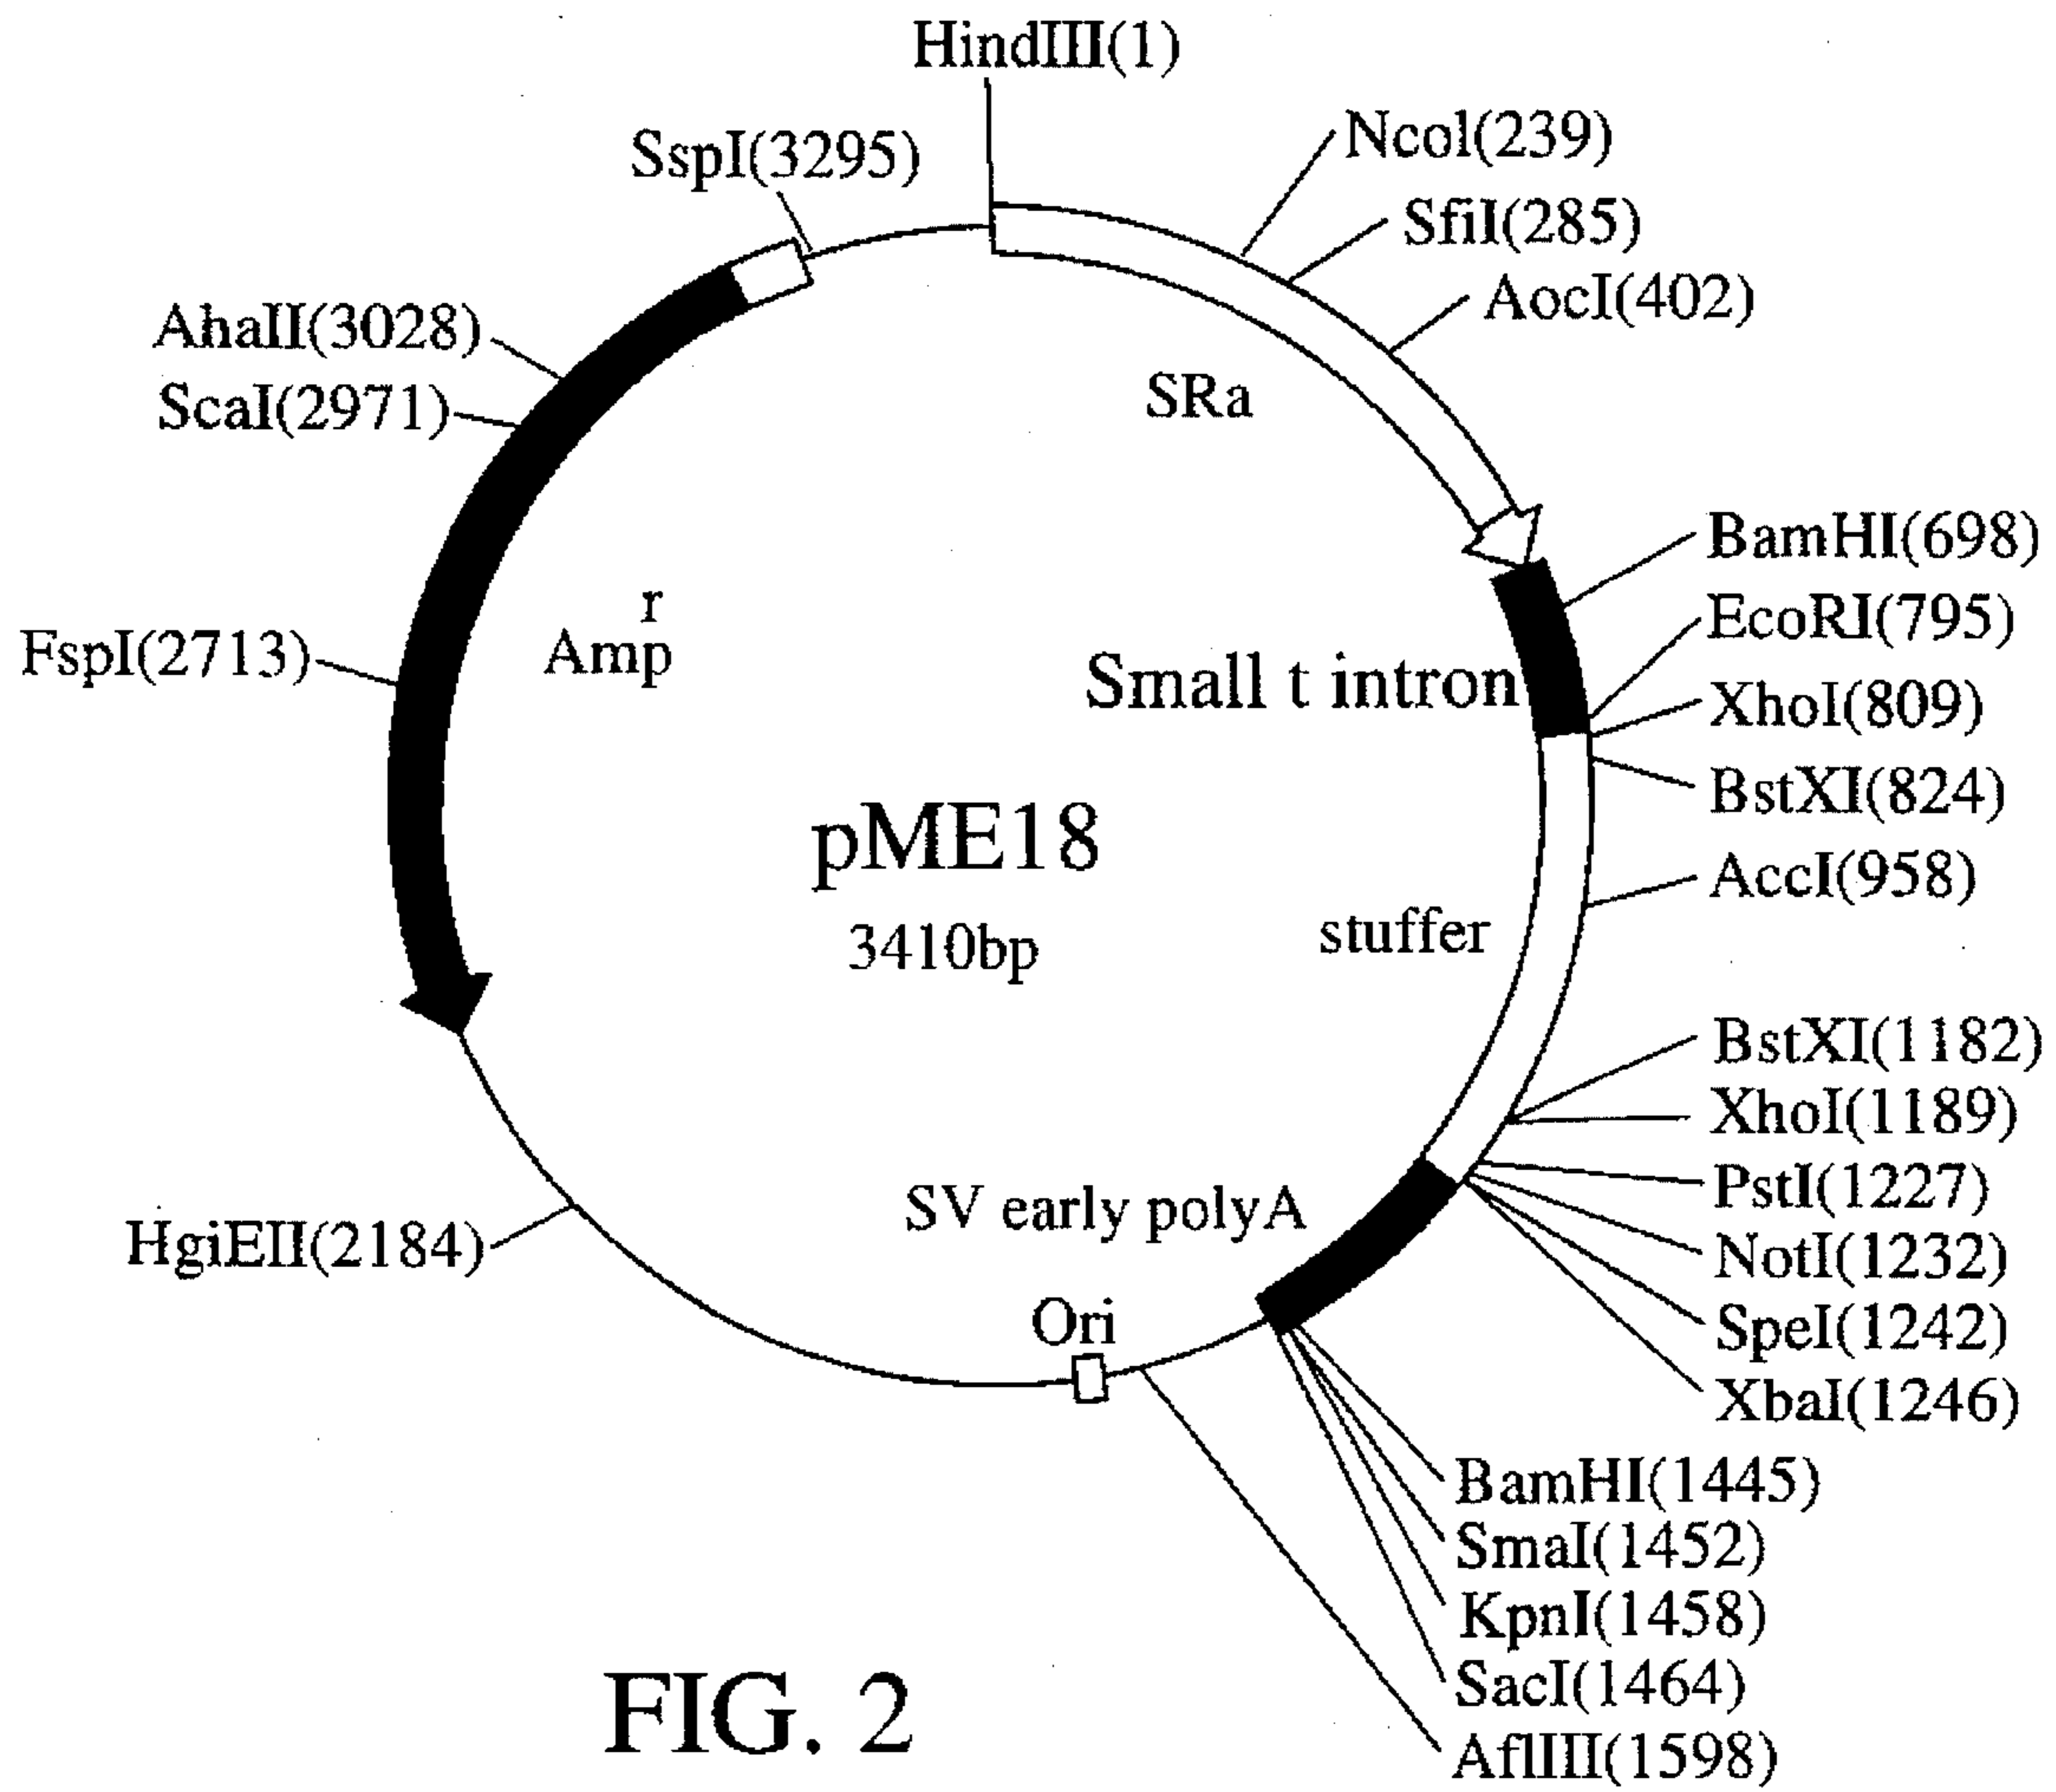 HindIII(1)
NcoI(239)
SspI(3295)
SfiI(285)
AocI(402)
AhaII(3028)
ScaI(2971)
SRa
BamHI(698)
EcoRI(795)
r
Amp
FspI(2713)
Small t intron
XhoI(809)
BstXI(824)
pME18
3410bp
AccI(958)
stuffer
BstXI(1182)
XhoI(1189)
PstI(1227)
SV early polyA
HgiEII(2184)
NotI(1232)
SpeI(1242)
Ori
XbaI(1246)
BamHI(1445)
SmaI(1452)
KpnI(1458)
SacI(1464)
AflIII(1598)
FIG. 2